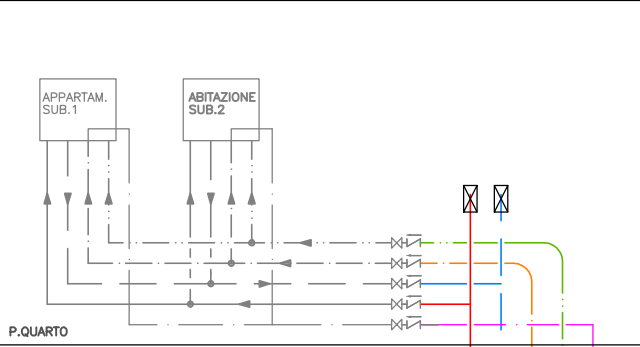 APPARTAM.
SUB.1
ABITAZIONE
SUB.2
P.QUARTO